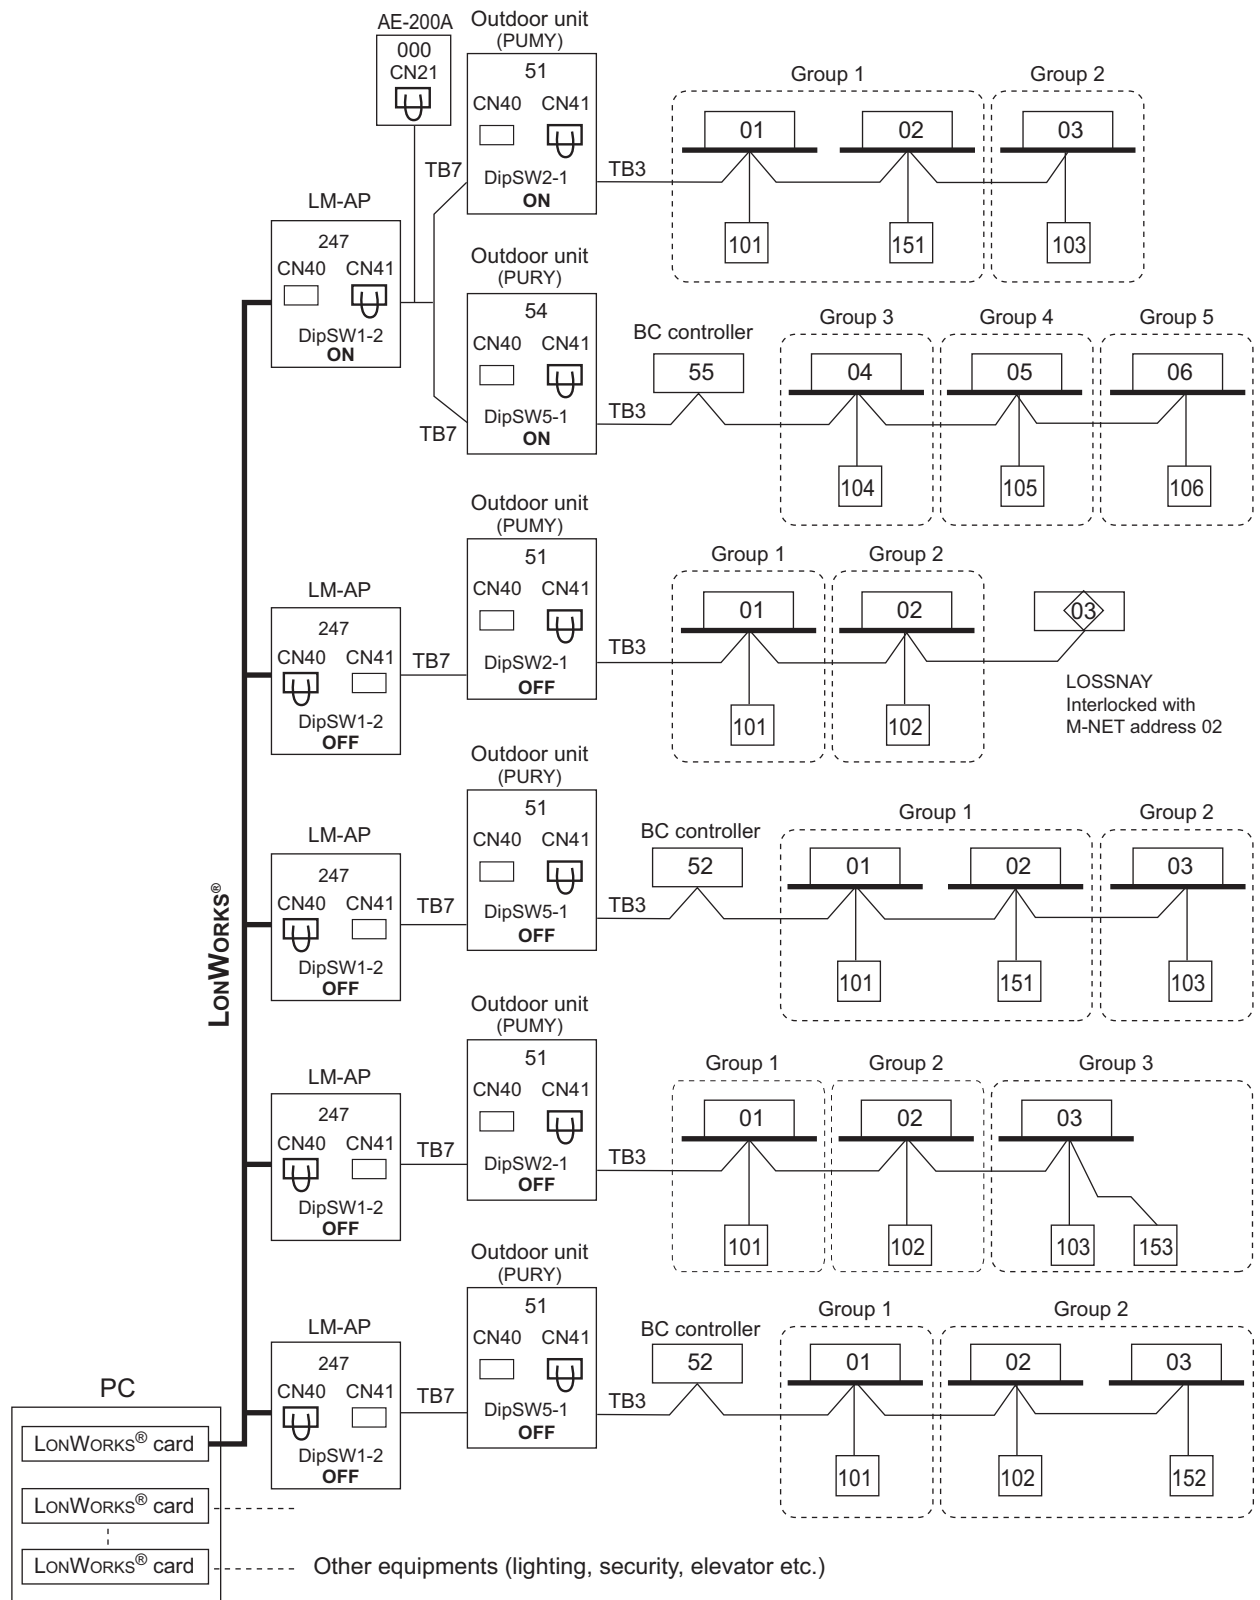 AE-200A
000
CN21
Outdoor unit
(PUMY)
51
CN40 CN41
DipSW2-1
ON
TB7
TB3
Group 1
01
02
101
151
Group 2
03
103
LM-AP
247
CN40 CN41
DipSW1-2
ON
Outdoor unit
(PURY)
54
CN40 CN41
DipSW5-1
ON
TB7
TB3
BC controller
55
Group 3
04
104
Group 4
05
105
Group 5
06
106
LM-AP
247
CN40 CN41
DipSW1-2
OFF
TB7
Outdoor unit
(PUMY)
51
CN40 CN41
DipSW2-1
OFF
TB3
Group 1
01
101
Group 2
02
102
03
LOSSNAY
Interlocked with
M-NET address 02
LM-AP
247
CN40 CN41
DipSW1-2
OFF
TB7
Outdoor unit
(PURY)
51
CN40 CN41
DipSW5-1
OFF
TB3
BC controller
52
Group 1
01
02
101
151
Group 2
03
103
LONWORKS®
LM-AP
247
CN40 CN41
DipSW1-2
OFF
TB7
Outdoor unit
(PUMY)
51
CN40 CN41
DipSW2-1
OFF
TB3
Group 1
01
101
Group 2
02
102
Group 3
03
103
153
LM-AP
247
CN40 CN41
DipSW1-2
OFF
TB7
Outdoor unit
(PURY)
51
CN40 CN41
DipSW5-1
OFF
TB3
BC controller
52
Group 1
01
101
Group 2
02
03
102
152
PC
LONWORKS® card
LONWORKS® card
LONWORKS® card
Other equipments (lighting, security, elevator etc.)